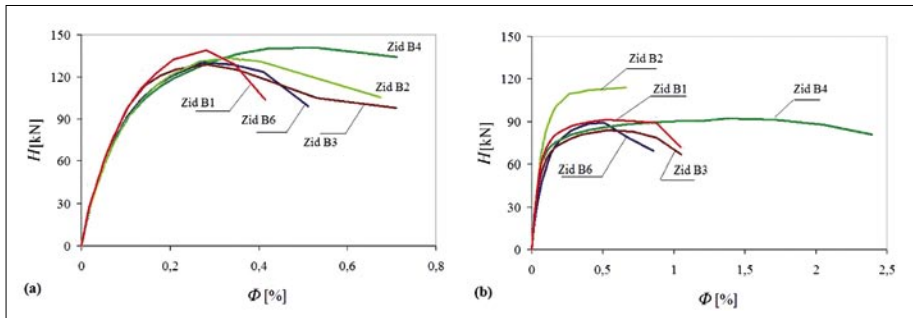 150
120
90
60
30
0
H[kN]
Zid B4
Zid B2
Zid B1
Zid B6
Zid B3
0
0,2
0,4
0,6
0,8
(a)
Φ [%]
150
120
90
60
30
0
H[kN]
Zid B2
Zid B1
Zid B4
Zid B6
Zid B3
0
0,5
1
1,5
2
2,5
(b)
Φ [%]